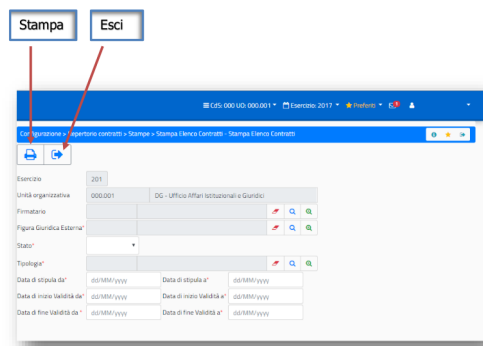 Stampa Esci
CdS: 000 UO: 000.001 Esercizio: 2017 Preferiti
Configurazione > Repertorio contratti > Stampe > Stampa Elenco Contratti - Stampa Elenco Contratti
Esercizio 201
Unità organizzativa 000.001 DG - Ufficio Affari Istituzionali e Giuridici
Firmatario
Figura Giuridica Esterna*
Stato*
Tipologia*
Data di stipula da* dd/MM/yyyy Data di stipula a* dd/MM/yyyy
Data di inizio Validità da* dd/MM/yyyy Data di inizio Validità a* dd/MM/yyyy
Data di fine Validità da * dd/MM/yyyy Data di fine Validità a* dd/MM/yyyy